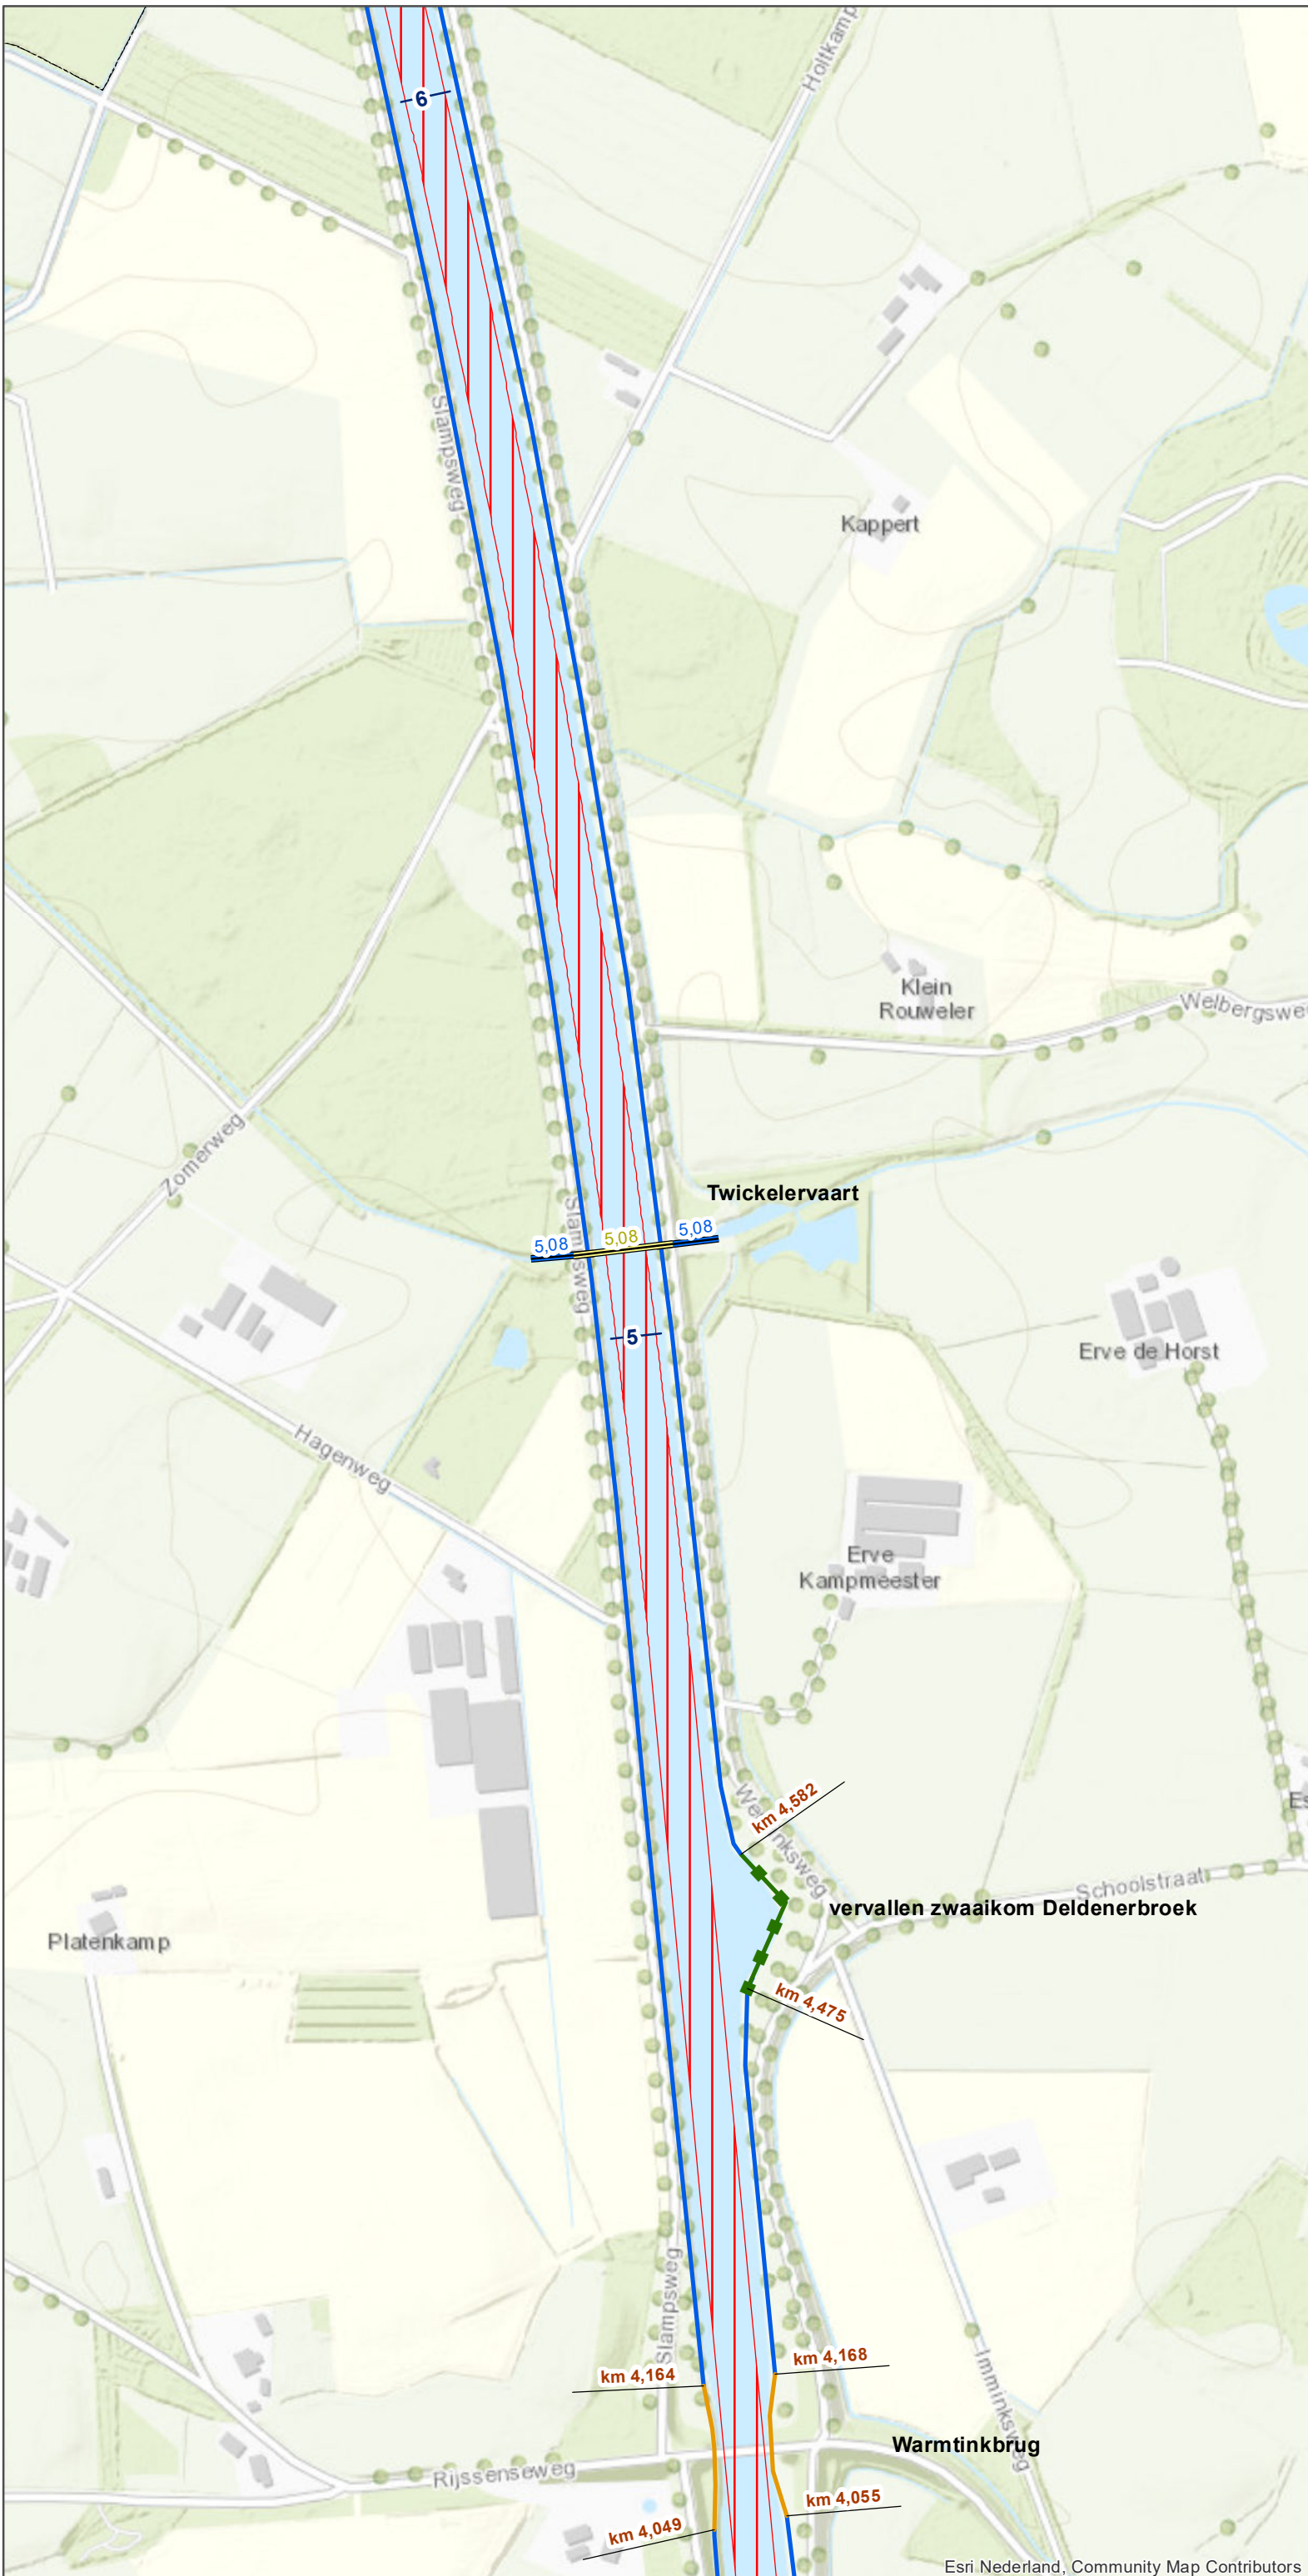 Holtkamp
6
Slampsweg
Kappert
Klein
Rouweler
Zomerweg
Twickelervaart
5,08
5,08
5,08
5
Erve de Horst
Hagenweg
Erve
Kampmeester
km 4,582
Schoolstraat
vervallen zwaaikom Deldenerbroek
Platenkamp
km 4,475
Slampsweg
km 4,168
km 4,164
Imminksweg
Warmtinkbrug
Rijssenseweg
km 4,055
km 4,049
Esri Nederland, Community Map Contributors